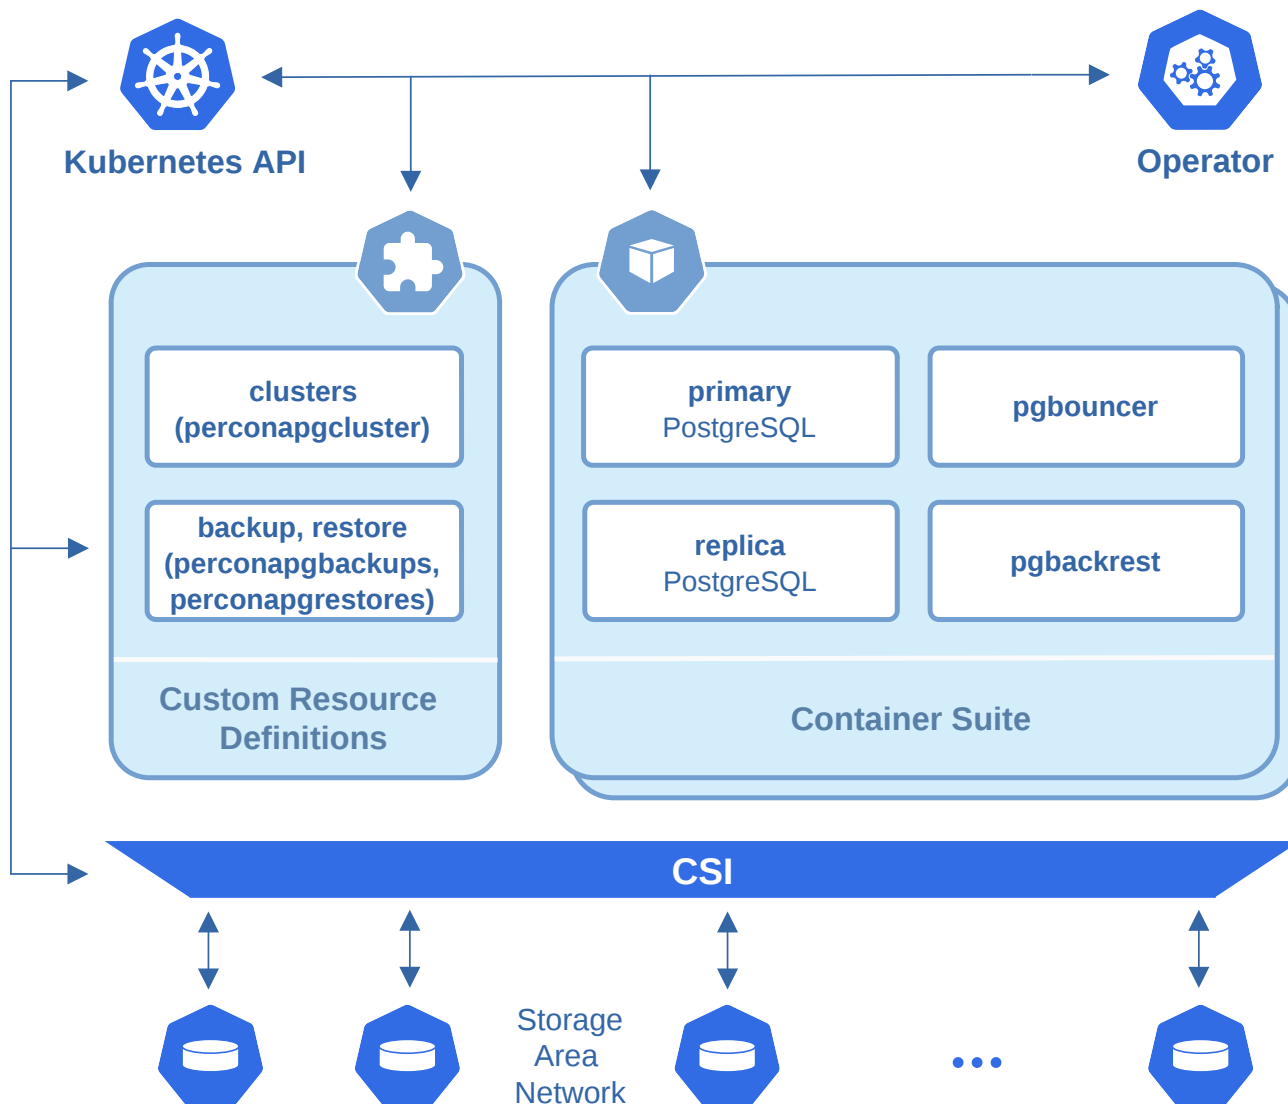 Kubernetes API
Operator
clusters
(perconapgcluster)
backup, restore
(perconapgbackups,
perconapgrestores)
Custom Resource
Definitions
primary
PostgreSQL
pgbouncer
replica
PostgreSQL
pgbackrest
Container Suite
CSI
Storage
Area
Network